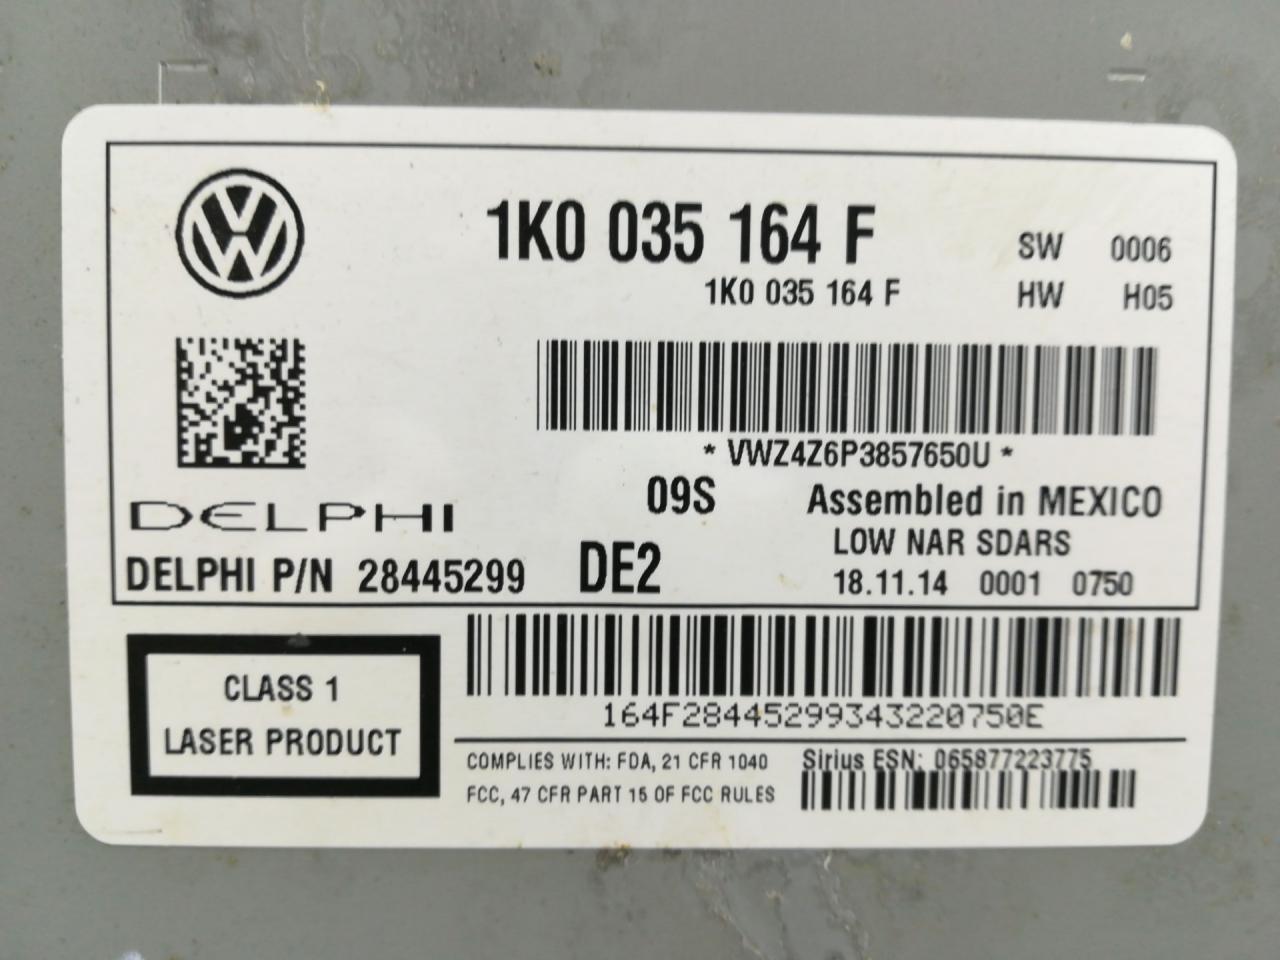 1K0 035 164 F
SW 0006
1K0 035 164 F
HW H05
* VWZ4Z6P3857650U *
09S
Assembled in MEXICO
DELPHI
LOW NAR SDARS
DELPHI P/N 28445299
DE2
18.11.14 0001 0750
CLASS 1
LASER PRODUCT
164F28445299343220750E
COMPLIES WITH: FDA, 21 CFR 1040
FCC, 47 CFR PART 15 OF FCC RULES
Sirius ESN: 065877223775